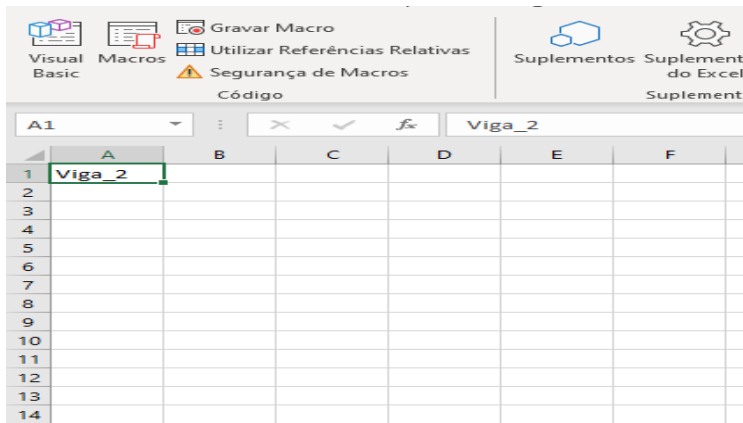 Visual Basic
Macros
Gravar Macro
Utilizar Referências Relativas
Segurança de Macros
Código
Suplementos
Suplement
do Excel
Suplement
A1
fx
Viga_2
A B C D E F
1 Viga_2
2
3
4
5
6
7
8
9
10
11
12
13
14